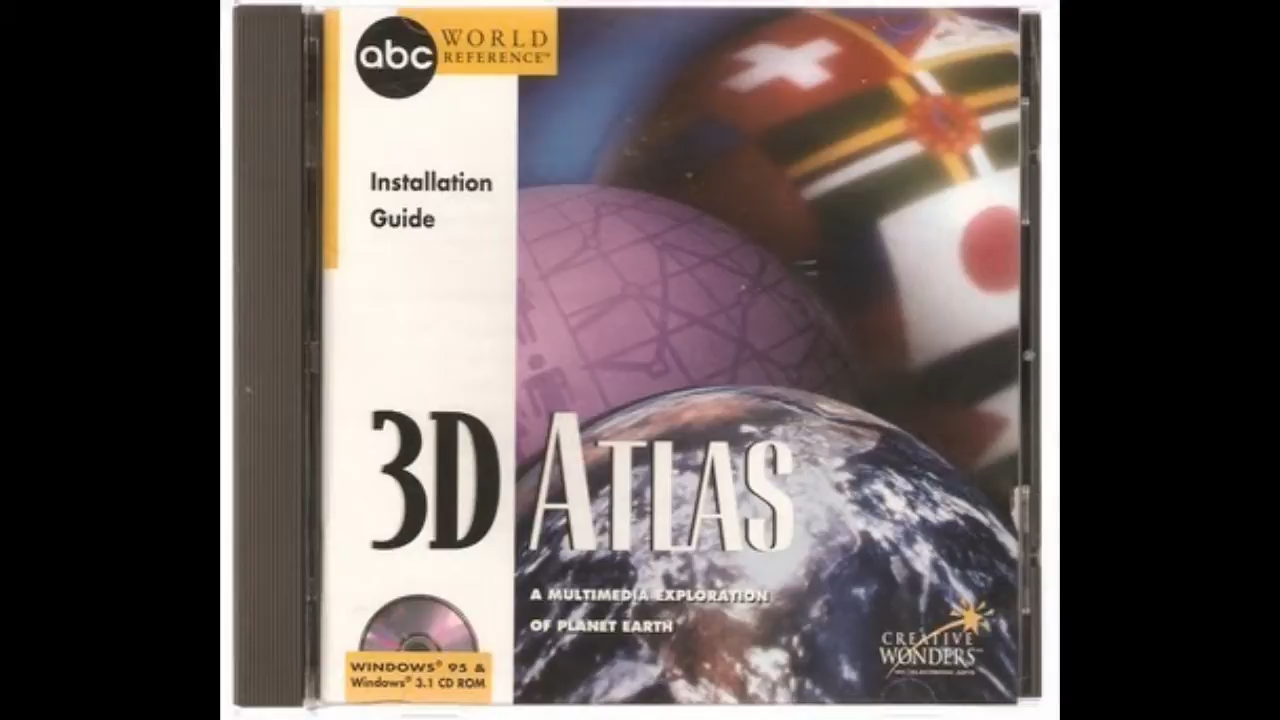 abc
WORLD
REFERENCE™
Installation
Guide
3D ATLAS
A MULTIMEDIA EXPLORATION
OF PLANET EARTH
WINDOWS® 95 &
Windows® 3.1 CD ROM
CREATIVE
WONDERS™